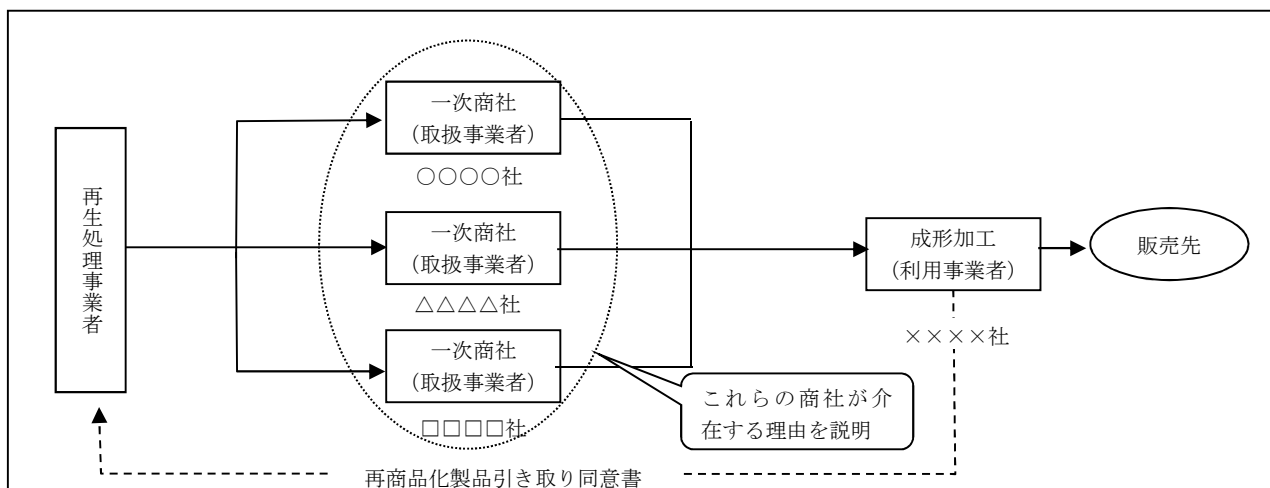 再生処理事業者
一次商社
（取扱事業者）
○○○○社
一次商社
（取扱事業者）
△△△△社
一次商社
（取扱事業者）
□□□□社
これらの商社が介
在する理由を説明
成形加工
（利用事業者）
××××社
販売先
再商品化製品引き取り同意書